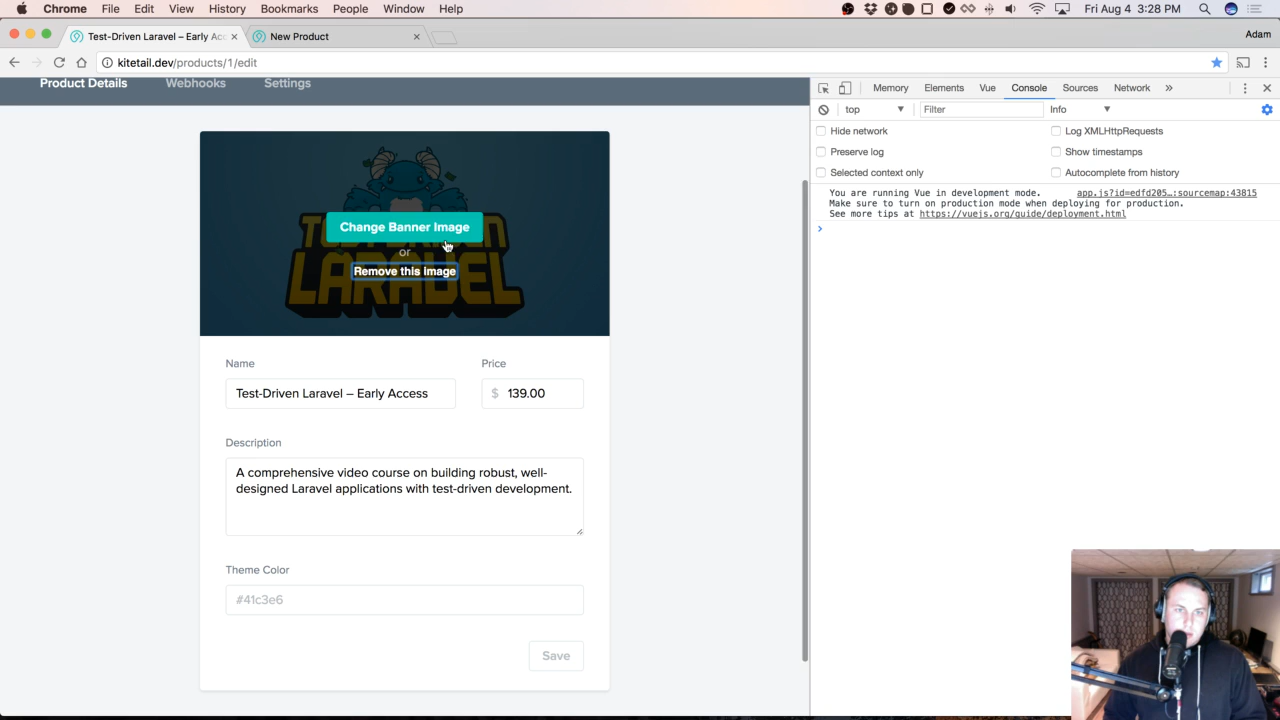 Chrome File Edit View History Bookmarks People Window Help Fri Aug 4 3:28 PM
Test-Driven Laravel – Early Acc New Product Adam
kitetail.dev/products/1/edit
Product Details Webhooks Settings
Change Banner Image
or
Remove this image
TEST-DRIVEN
LARAVEL
Name
Test-Driven Laravel – Early Access
Price
$ 139.00
Description
A comprehensive video course on building robust, well-
designed Laravel applications with test-driven development.
Theme Color
#41c3e6
Save
Memory Elements Vue Console Sources Network »
top Filter Info
Hide network Log XMLHttpRequests
Preserve log Show timestamps
Selected context only Autocomplete from history
You are running Vue in development mode. app.js?id=edfd205…:sourcemap:43815
Make sure to turn on production mode when deploying for production.
See more tips at https://vuejs.org/guide/deployment.html